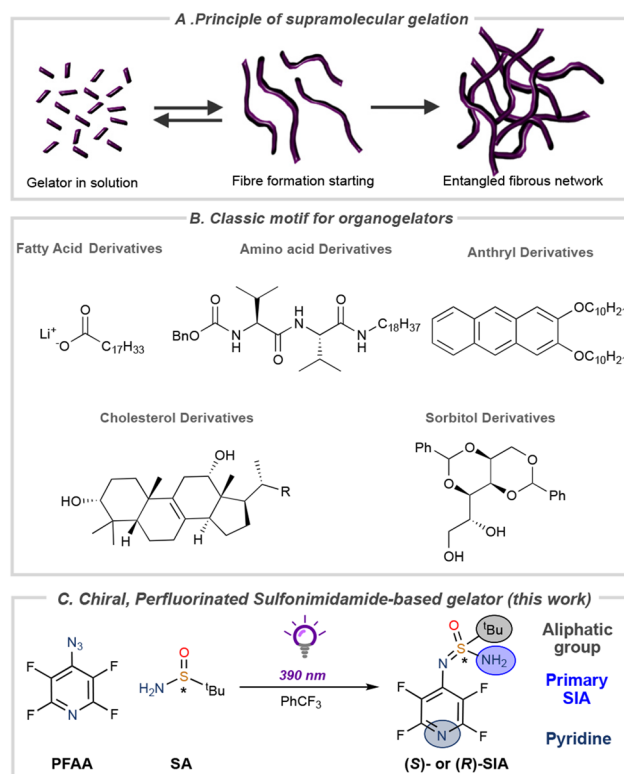 A .Principle of supramolecular gelation
Gelator in solution
Fibre formation starting
Entangled fibrous network
B. Classic motif for organogelators
Fatty Acid Derivatives
Amino acid Derivatives
Anthryl Derivatives
Li+
O
-O
C17H33
BnO
O
N
H
O
H
N
O
N
H
C18H37
OC10H21
OC10H21
Cholesterol Derivatives
Sorbitol Derivatives
OH
HO
H
H
R
Ph
O
O
O
O
Ph
OH
OH
C. Chiral, Perfluorinated Sulfonimidamide-based gelator (this work)
N3
F
F
F
F
N
PFAA
O
H2N
S
*
tBu
SA
390 nm
PhCF3
O
tBu
S
N
*
NH2
F
F
F
F
N
(S)- or (R)-SIA
Aliphatic
group
Primary
SIA
Pyridine